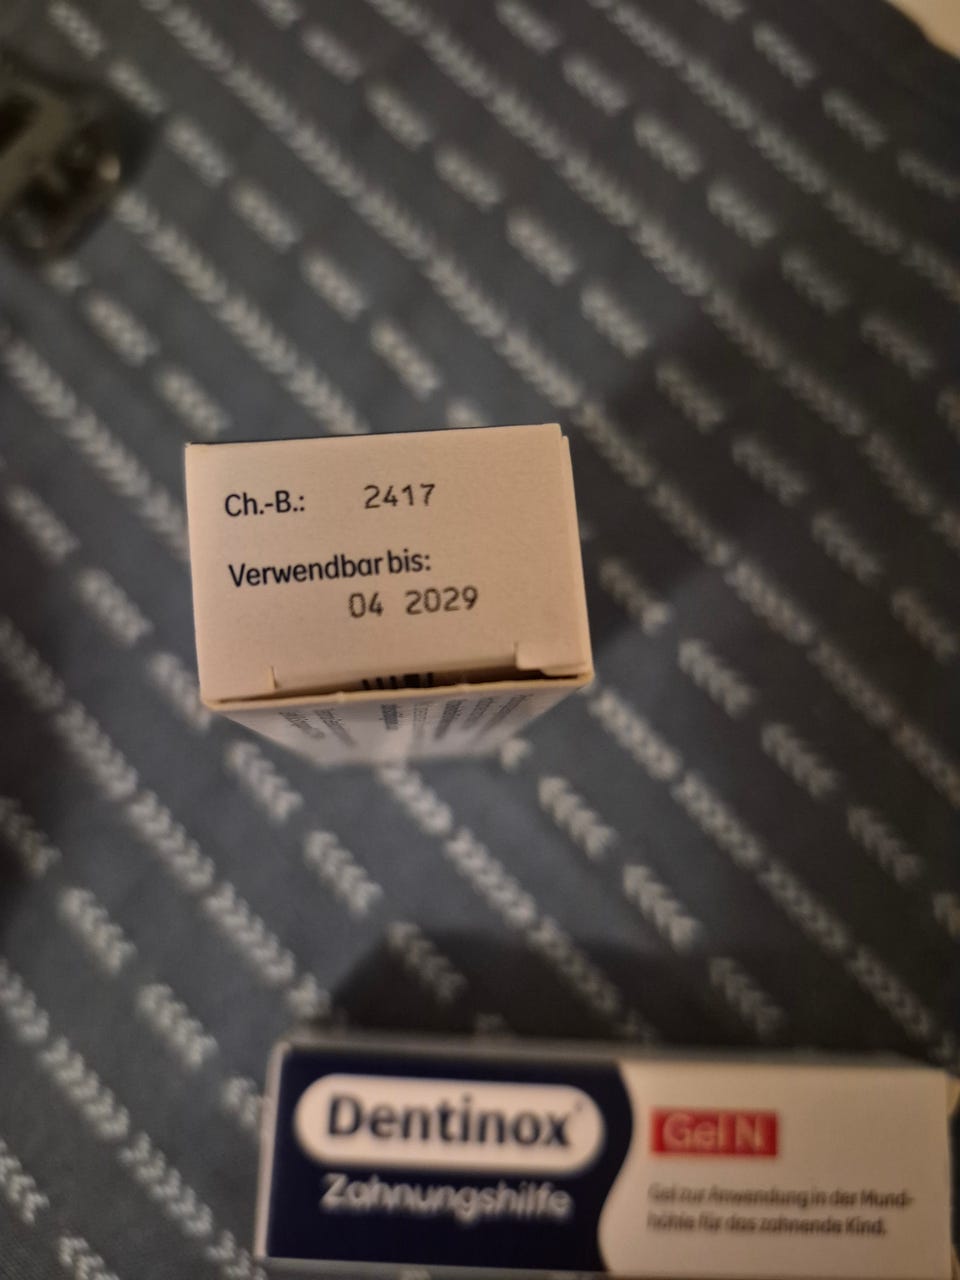 Ch.-B.: 2417
Verwendbar bis:
04 2029
Dentinox
Zahnungshilfe
Gel N
Gel zur Anwendung in der Mund-
höhle für das zahnende Kind.